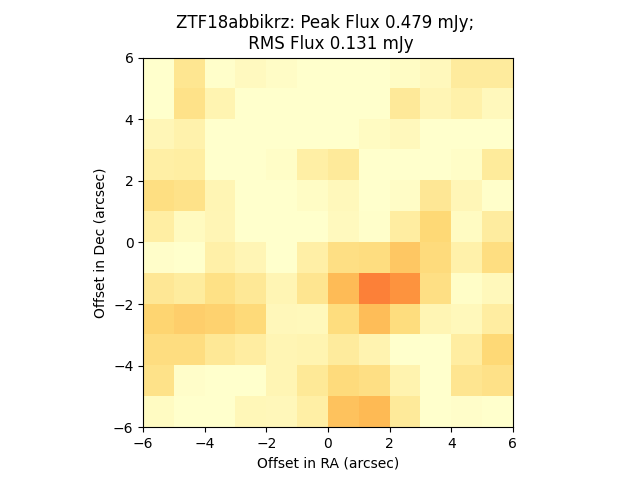 ZTF18abbikrz: Peak Flux 0.479 mJy;
RMS Flux 0.131 mJy
6
4
2
0
−2
−4
−6
Offset in Dec (arcsec)
−6 −4 −2 0 2 4 6
Offset in RA (arcsec)